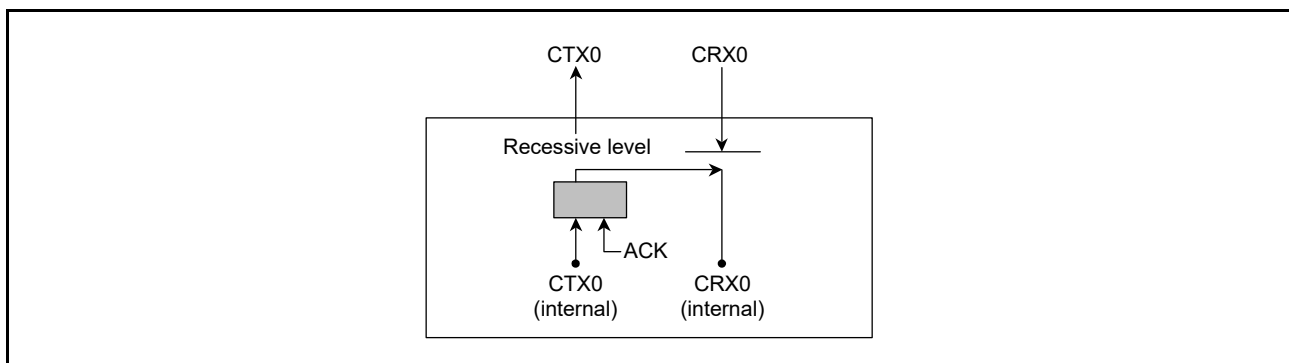 CTX0 CRX0
Recessive level
ACK
CTX0 CRX0
(internal) (internal)